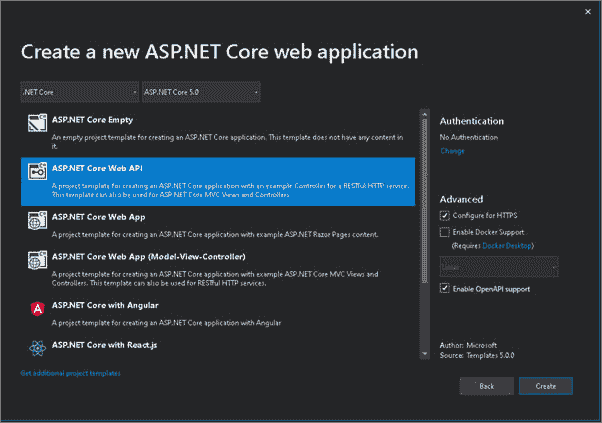 Create a new ASP.NET Core web application
.NET Core
ASP.NET Core 5.0
ASP.NET Core Empty
An empty project template for creating an ASP.NET Core application. This template does not have any content in
it.
ASP.NET Core Web API
A project template for creating an ASP.NET Core application with an example Controller for a RESTful HTTP service.
This template can also be used for ASP.NET Core MVC Views and Controllers.
ASP.NET Core Web App
A project template for creating an ASP.NET Core application with example ASP.NET Razor Pages content.
ASP.NET Core Web App (Model-View-Controller)
A project template for creating an ASP.NET Core application with example ASP.NET Core MVC Views and
Controllers. This template can also be used for RESTful HTTP services.
ASP.NET Core with Angular
A project template for creating an ASP.NET Core application with Angular
ASP.NET Core with React.js
Get additional project templates
Authentication
No Authentication
Change
Advanced
Configure for HTTPS
Enable Docker Support
(Requires Docker Desktop)
Linux
Enable OpenAPI support
Author: Microsoft
Source: Templates 5.0.0
Back
Create